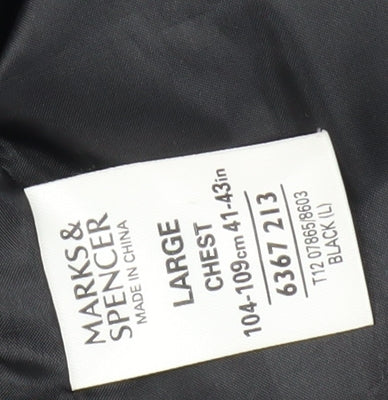 MARKS &
SPENCER
MADE IN CHINA
LARGE
CHEST
104-109cm 41-43in
6367 213
T12 07865/8603
BLACK (L)